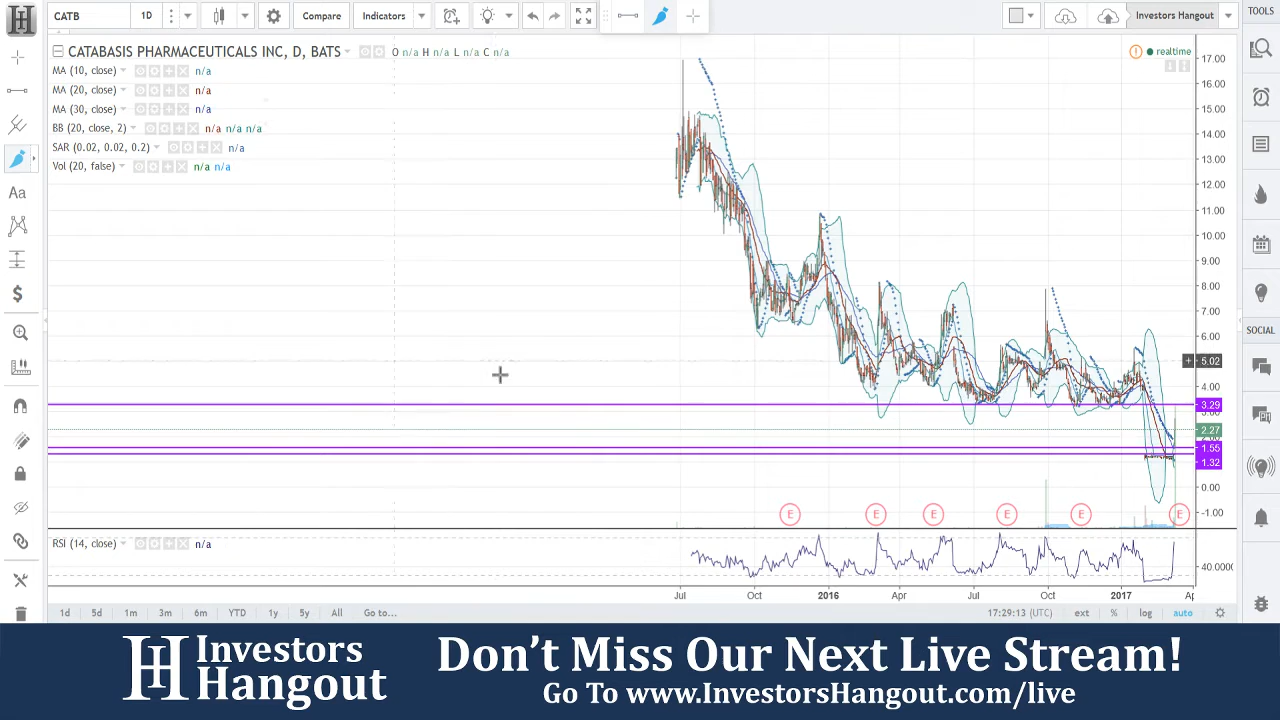 CATB
1D
Compare
Indicators
Investors Hangout
TOOLS
CATABASIS PHARMACEUTICALS INC, D, BATS
O n/a H n/a L n/a C n/a
realtime
MA (10, close) n/a
MA (20, close) n/a
MA (30, close) n/a
BB (20, close, 2) n/a n/a n/a
SAR (0.02, 0.02, 0.2) n/a
Vol (20, false) n/a n/a
17.00
16.00
15.00
14.00
13.00
12.00
11.00
10.00
9.00
8.00
7.00
6.00
5.02
4.00
3.29
2.27
1.55
1.32
0.00
-1.00
SOCIAL
E E E E E E
RSI (14, close) n/a
40.0000
Jul Oct 2016 Apr Jul Oct 2017
1d 5d 1m 3m 6m YTD 1y 5y All Go to...
17:29:13 (UTC) ext % log auto
Aa
$
IH
Investors
Hangout
Don't Miss Our Next Live Stream!
Go To www.InvestorsHangout.com/live